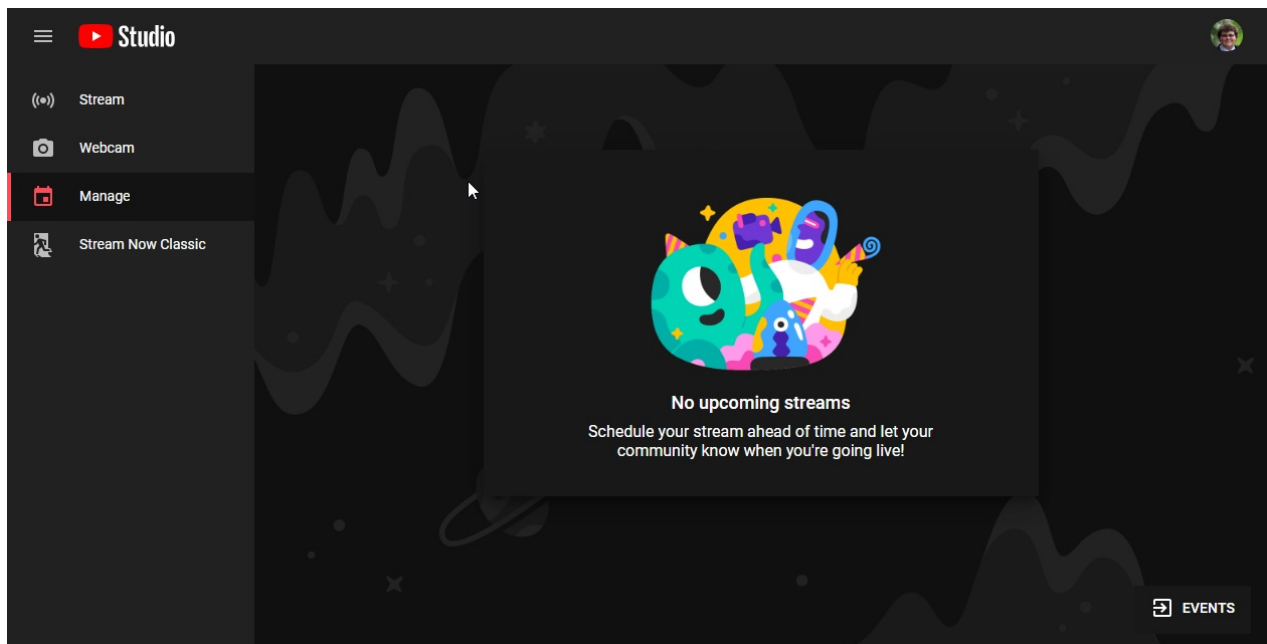 Studio
Stream
Webcam
Manage
Stream Now Classic
No upcoming streams
Schedule your stream ahead of time and let your
community know when you're going live!
EVENTS